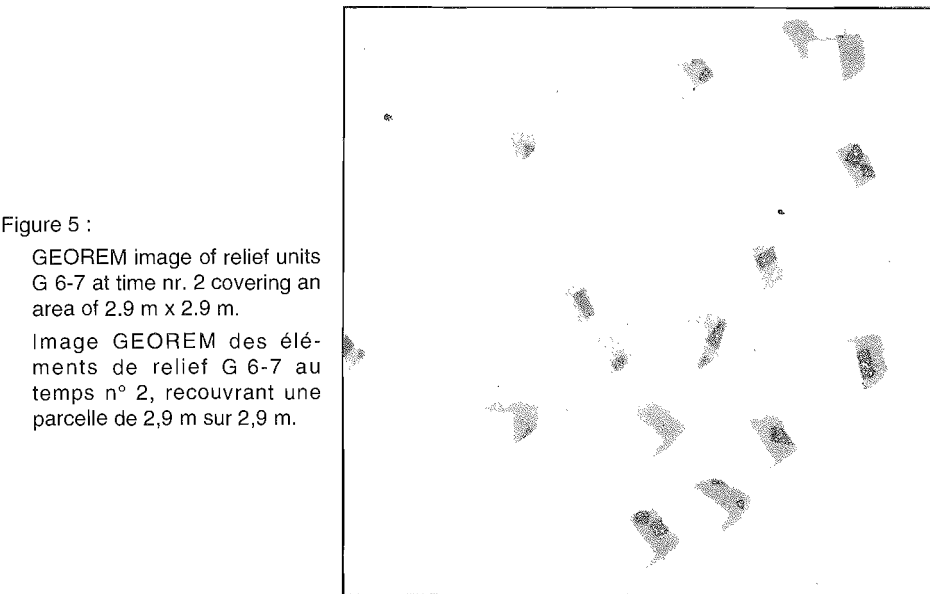 Figure 5 :
GEOREM image of relief units
G 6-7 at time nr. 2 covering an
area of 2.9 m x 2.9 m.
Image GEOREM des élé-
ments de relief G 6-7 au
temps n° 2, recouvrant une
parcelle de 2,9 m sur 2,9 m.